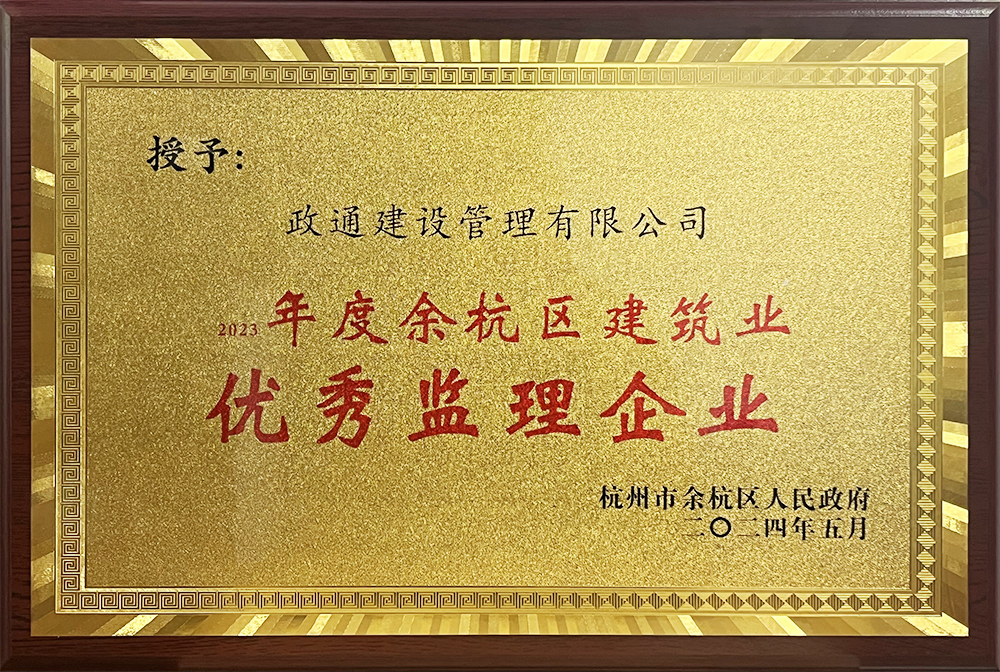 授予:
政通建设管理有限公司
2023年度余杭区建筑业
优秀监理企业
杭州市余杭区人民政府
二〇二四年五月